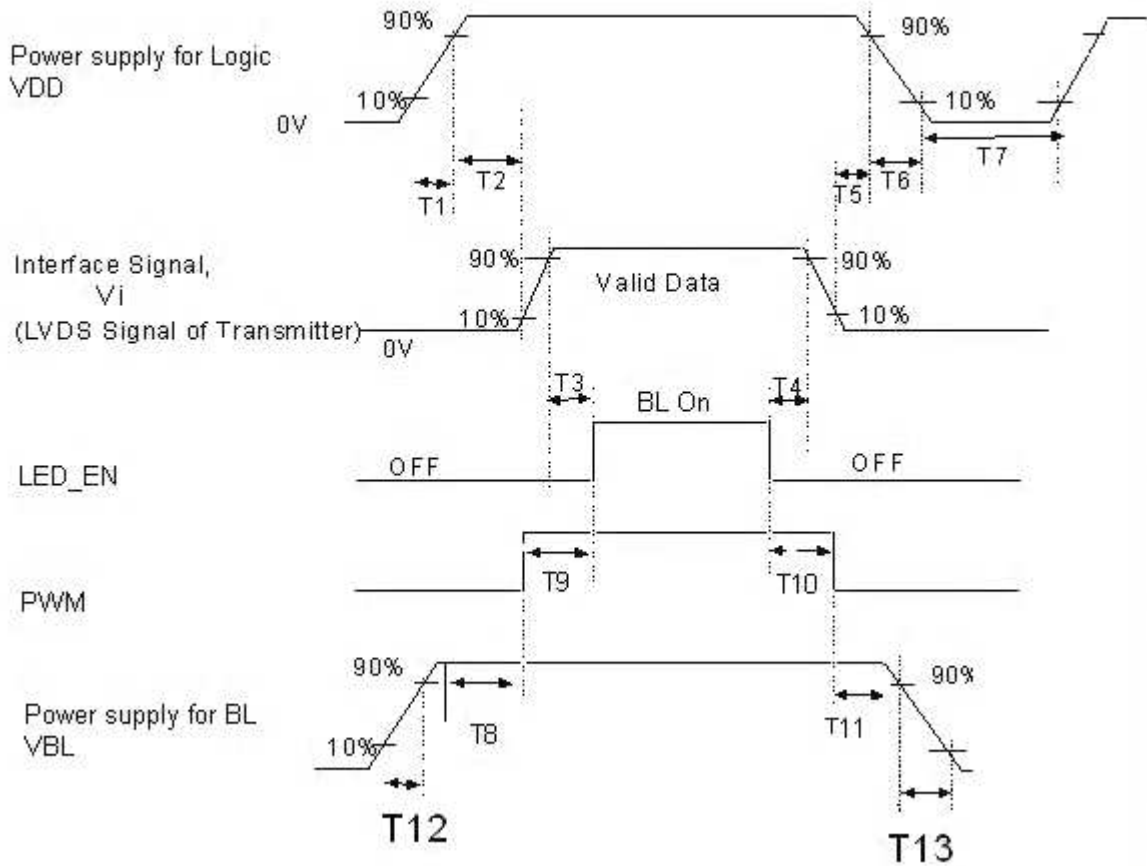 90%
90%
Power supply for Logic
VDD
10%
10%
0V
T1
T2
T5
T6
T7
Interface Signal,
Vi
(LVDS Signal of Transmitter)
90%
Valid Data
90%
10%
10%
0V
T3
T4
BL On
OFF
OFF
LED_EN
T9
T10
PWM
90%
90%
Power supply for BL
VBL
T8
T11
10%
T12
T13